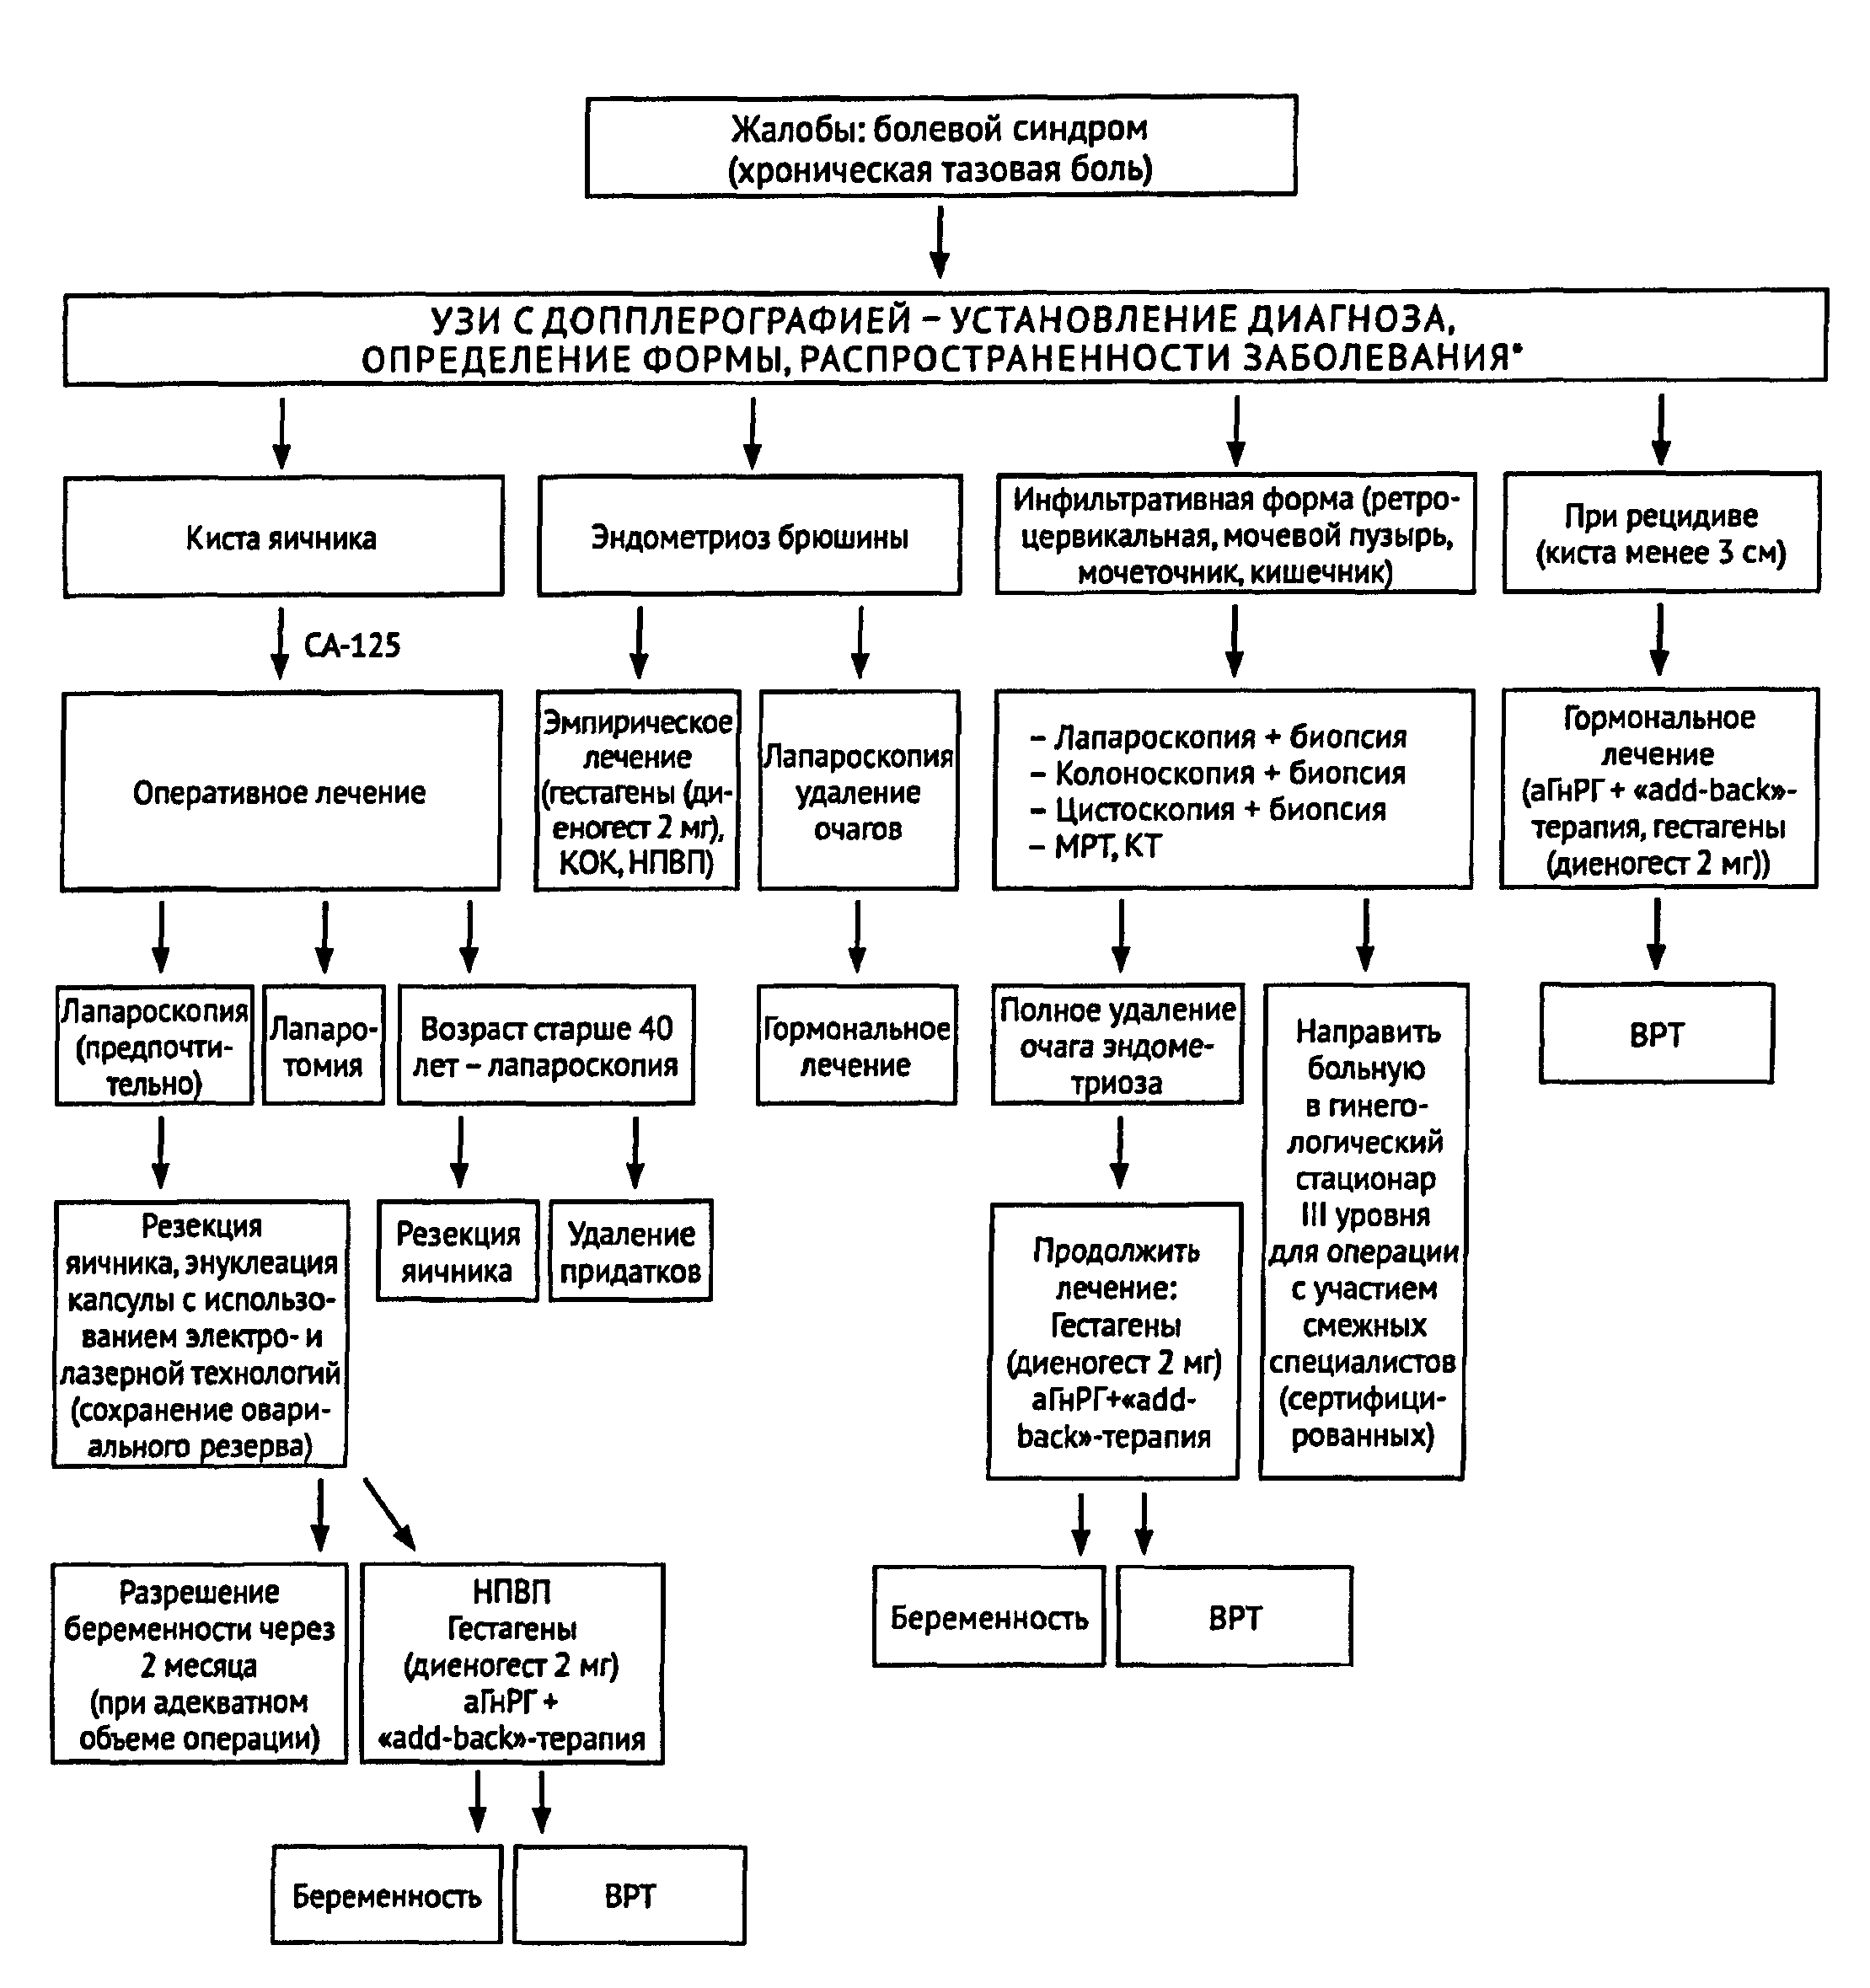 Жалобы: болевой синдром
(хроническая тазовая боль)
УЗИ С ДОППЛЕРОГРАФИЕЙ – УСТАНОВЛЕНИЕ ДИАГНОЗА,
ОПРЕДЕЛЕНИЕ ФОРМЫ, РАСПРОСТРАНЕННОСТИ ЗАБОЛЕВАНИЯ*
Киста яичника
Эндометриоз брюшины
Инфильтративная форма (ретро-
цервикальная, мочевой пузырь,
мочеточник, кишечник)
При рецидиве
(киста менее 3 см)
СА-125
Оперативное лечение
Эмпирическое
лечение
(гестагены (ди-
еногест 2 мг),
КОК, НПВП)
Лапароскопия
удаление
очагов
– Лапароскопия + биопсия
– Колоноскопия + биопсия
– Цистоскопия + биопсия
– МРТ, КТ
Гормональное
лечение
(аГнРГ + «add-back»-
терапия, гестагены
(диеногест 2 мг))
Лапароскопия
(предпочти-
тельно)
Лапаро-
томия
Возраст старше 40
лет – лапароскопия
Гормональное
лечение
Полное удаление
очага эндоме-
триоза
Направить
больную
в гинего-
логический
стационар
III уровня
для операции
с участием
смежных
специалистов
(сертифици-
рованных)
ВРТ
Резекция
яичника, энуклеация
капсулы с использо-
ванием электро- и
лазерной технологий
(сохранение овари-
ального резерва)
Резекция
яичника
Удаление
придатков
Продолжить
лечение:
Гестагены
(диеногест 2 мг)
аГнРГ+«add-
back»-терапия
Разрешение
беременности через
2 месяца
(при адекватном
объеме операции)
НПВП
Гестагены
(диеногест 2 мг)
аГнРГ +
«add-back»-терапия
Беременность
ВРТ
Беременность
ВРТ